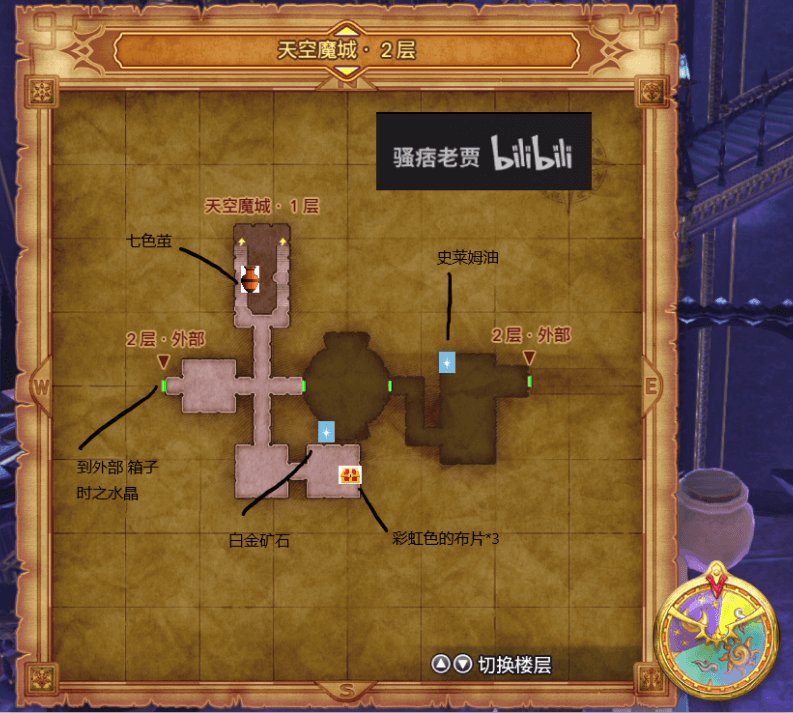 天空魔城·2层
N
骚痞老贾 bilibili
天空魔城·1层
七色茧
史莱姆油
2层·外部
2层·外部
W
E
到外部 箱子
时之水晶
白金矿石
彩虹色的布片*3
切换楼层
S